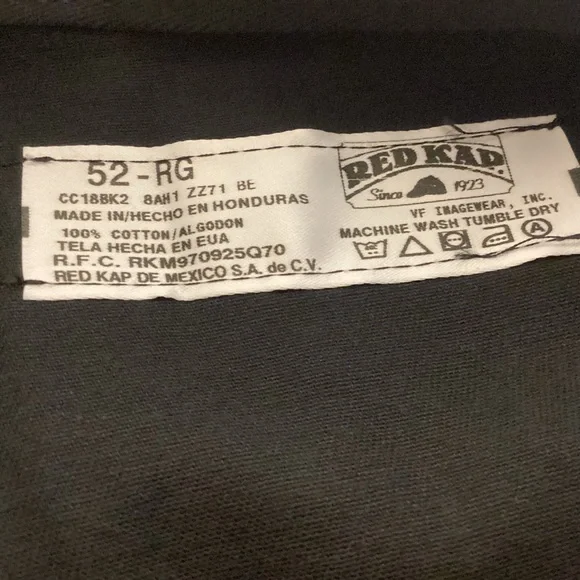 52-RG
CC18BK2 8AH1 ZZ71 BE
MADE IN/HECHO EN HONDURAS
100% COTTON/ALGODON
TELA HECHA EN EUA
R.F.C. RKM970925Q70
RED KAP DE MEXICO S.A. de C.V.
RED KAP.
Since 1923
VF IMAGEWEAR, INC.
MACHINE WASH TUMBLE DRY
A